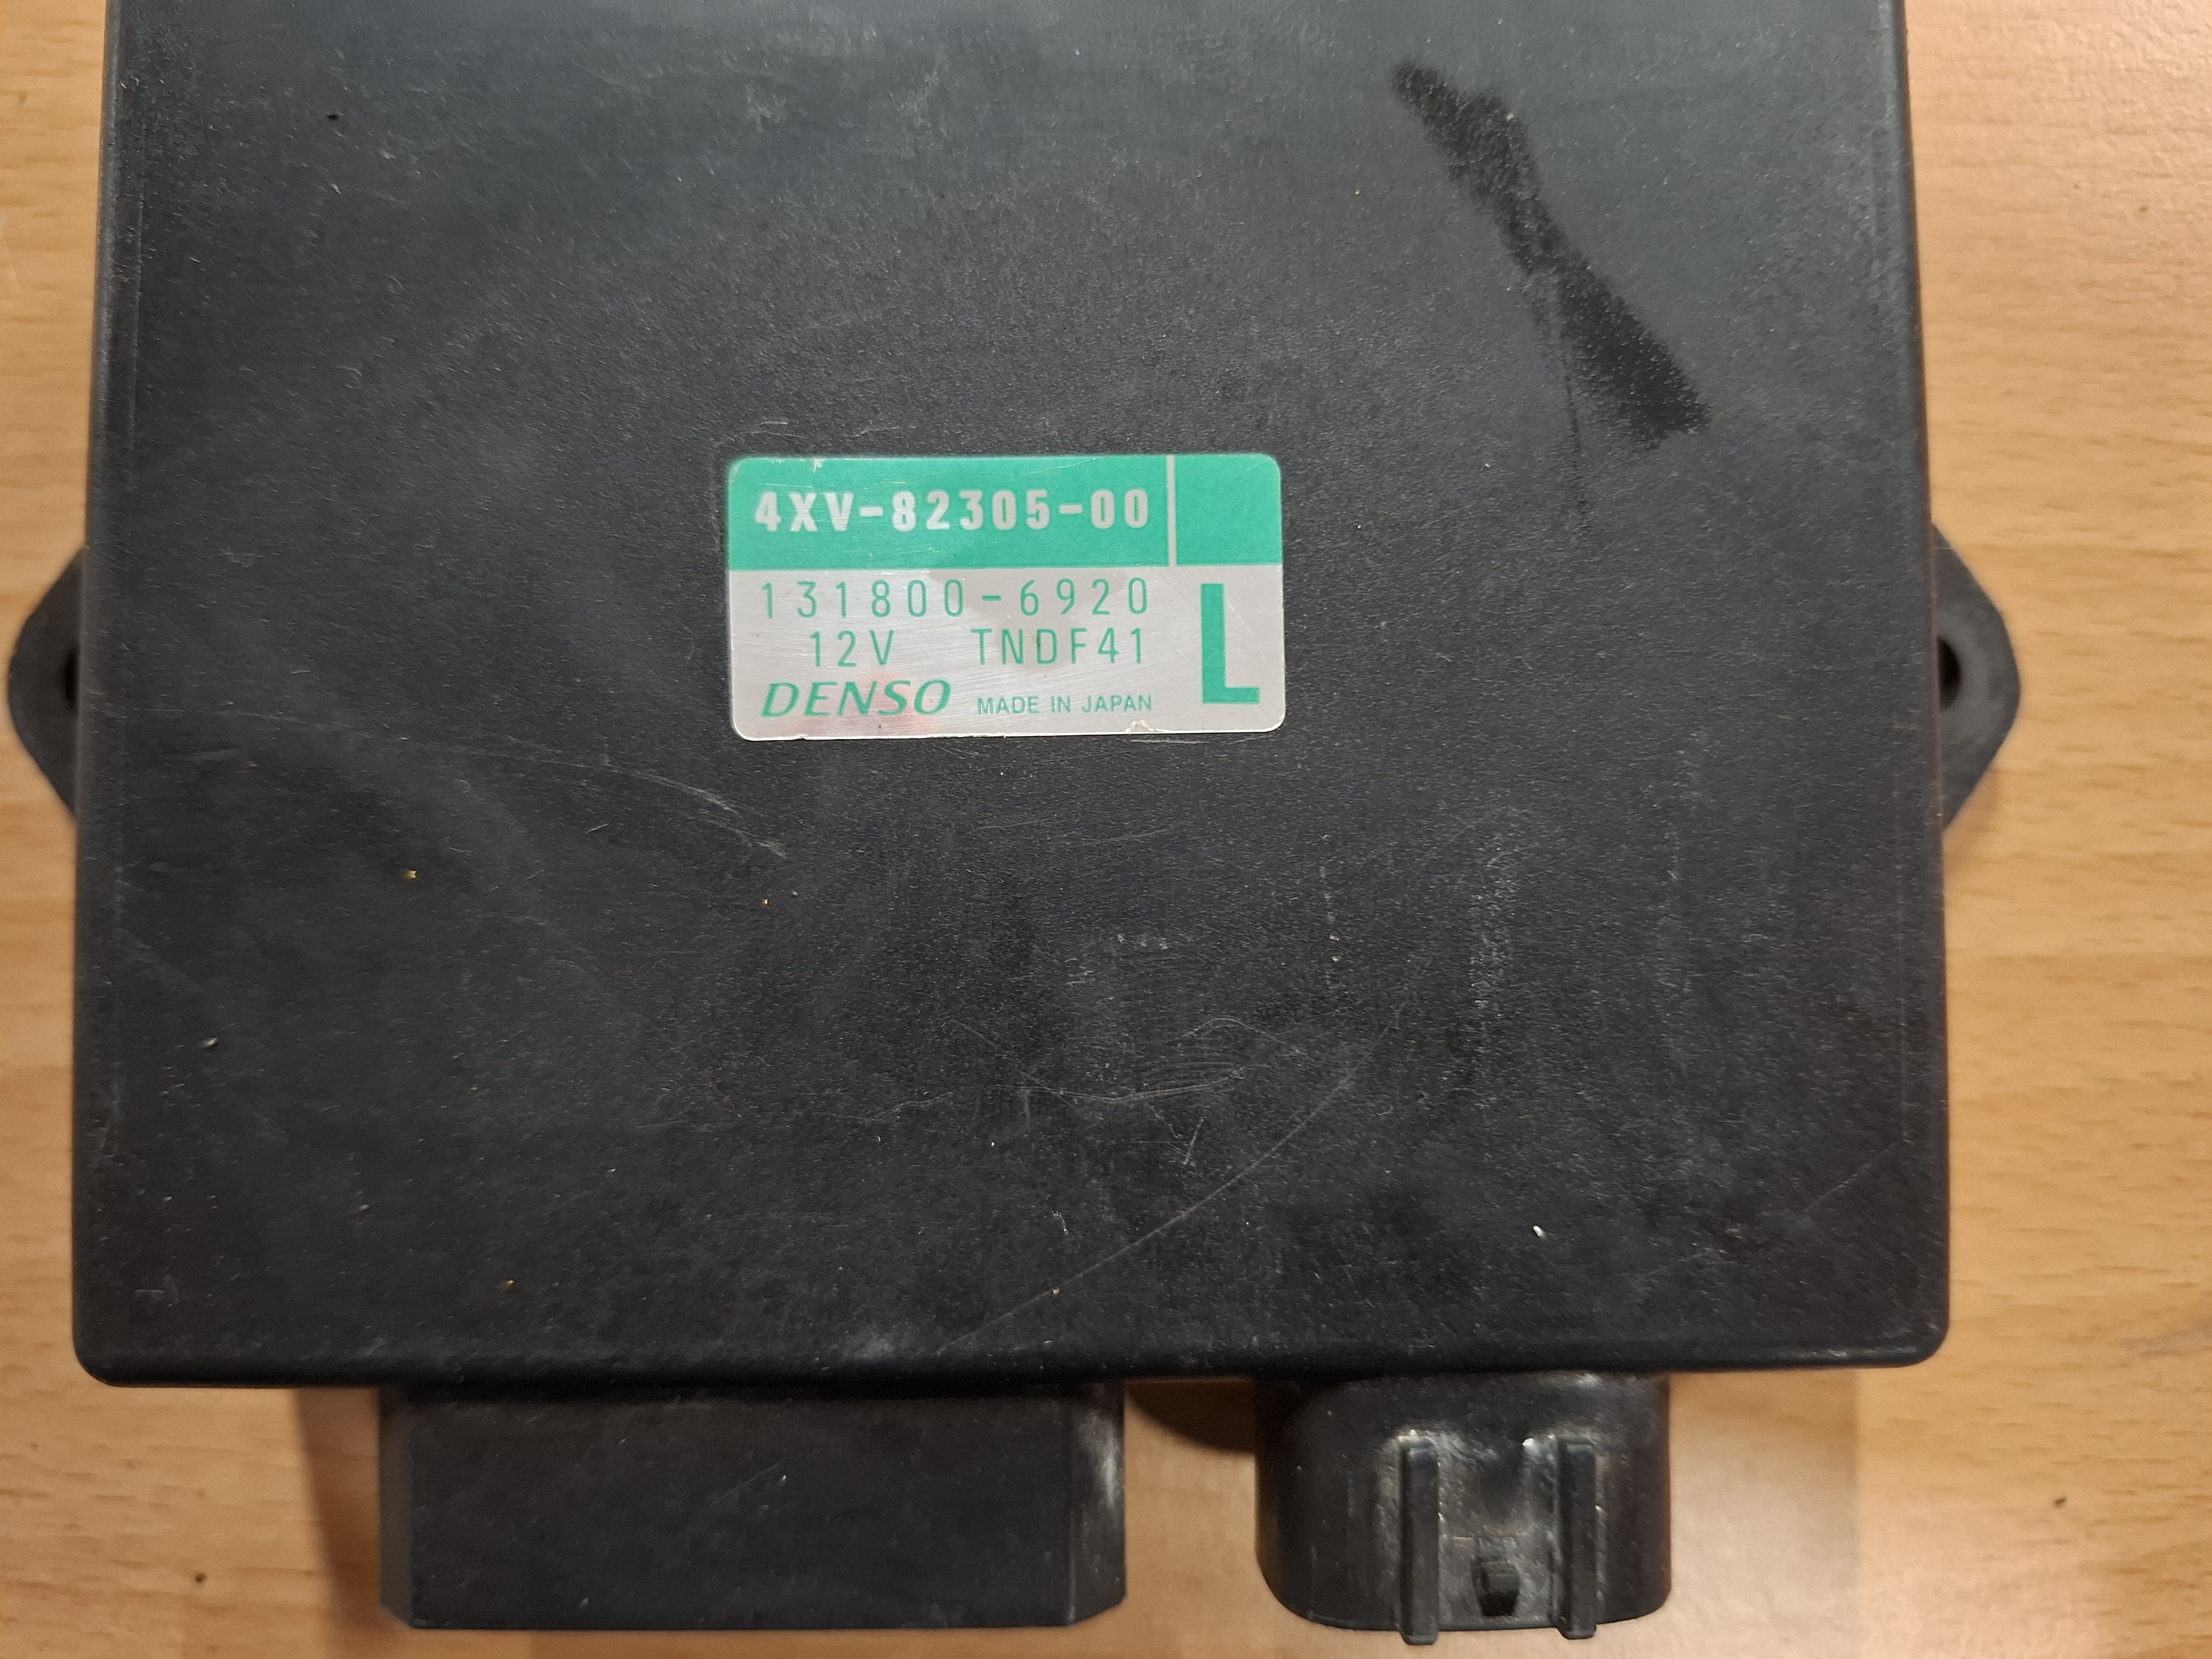 4XV-82305-00
131800-6920
12V TNDF41 L
DENSO MADE IN JAPAN